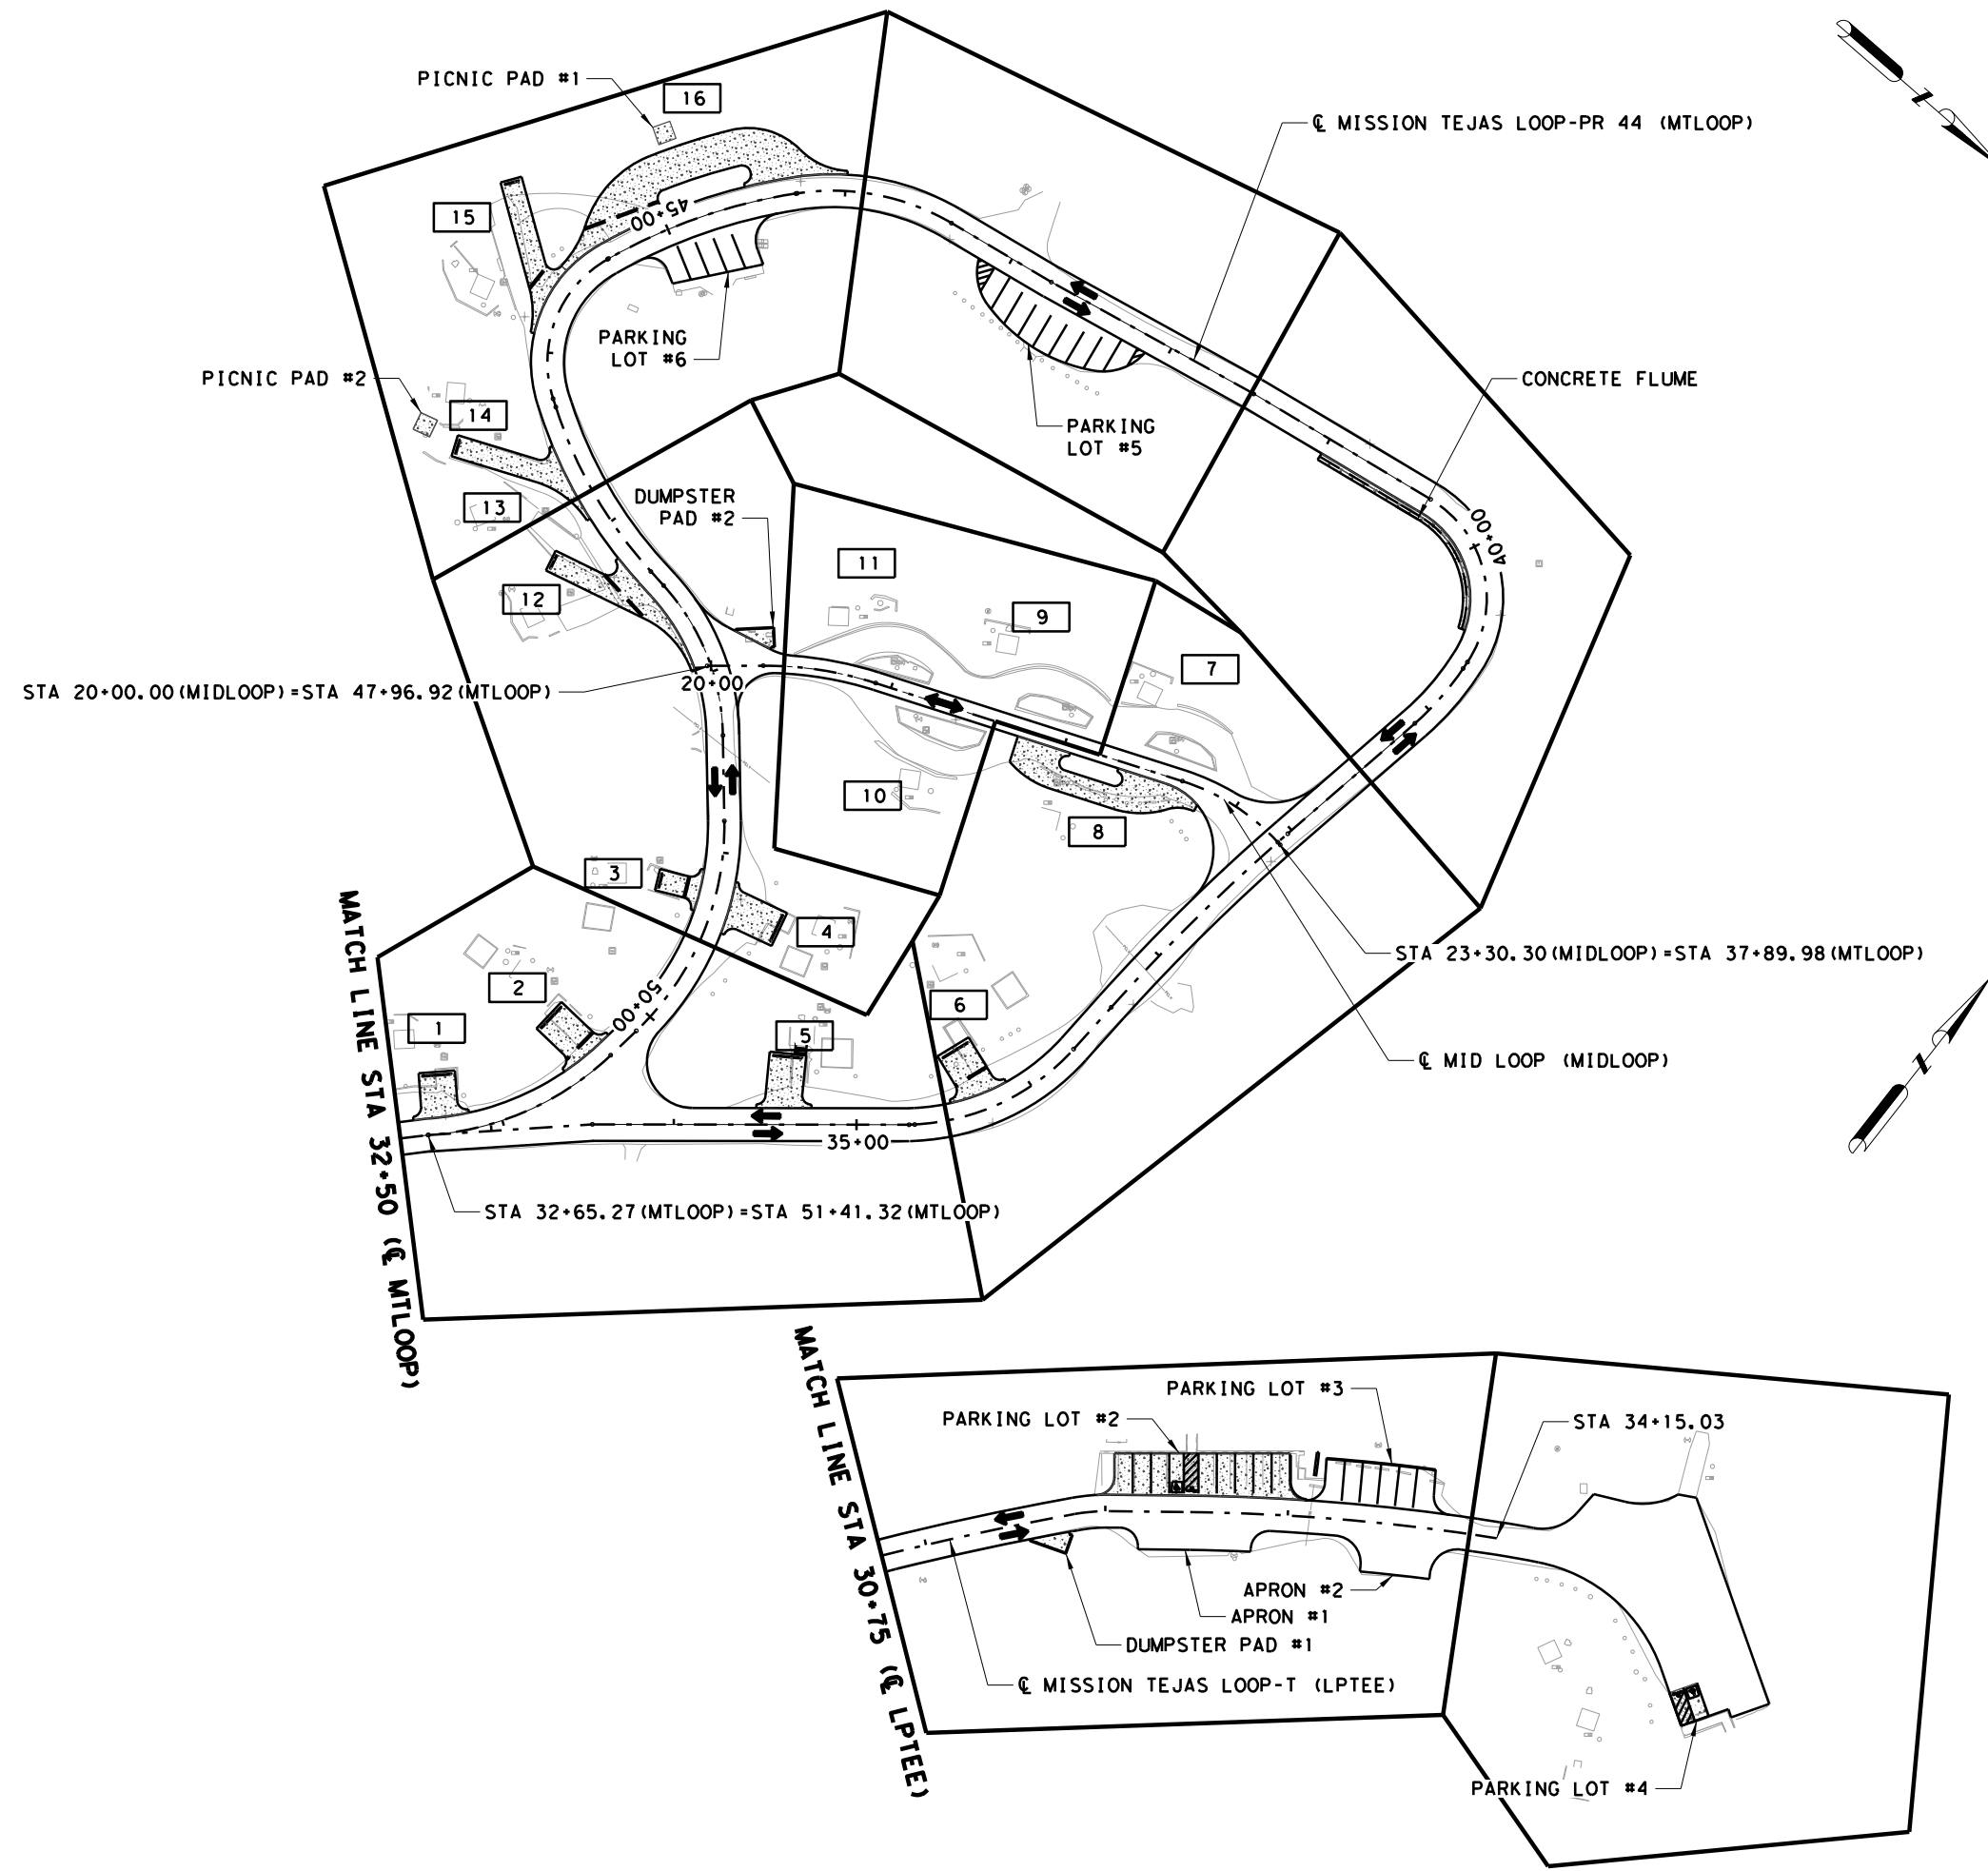 PICNIC PAD #1
16
℄ MISSION TEJAS LOOP-PR 44 (MTLOOP)
N
15
45+00
PARKING
LOT #6
PICNIC PAD #2
CONCRETE FLUME
14
PARKING
LOT #5
13
DUMPSTER
PAD #2
40+00
11
12
9
7
STA 20+00.00(MIDLOOP)=STA 47+96.92(MTLOOP)
20+00
10
8
3
4
STA 23+30.30(MIDLOOP)=STA 37+89.98(MTLOOP)
2
50+00
6
1
5
℄ MID LOOP (MIDLOOP)
N
35+00
STA 32+65.27(MTLOOP)=STA 51+41.32(MTLOOP)
MATCH LINE STA 32+50 (℄ MTLOOP)
PARKING LOT #3
PARKING LOT #2
STA 34+15.03
APRON #2
APRON #1
DUMPSTER PAD #1
℄ MISSION TEJAS LOOP-T (LPTEE)
MATCH LINE STA 30+75 (℄ LPTEE)
PARKING LOT #4